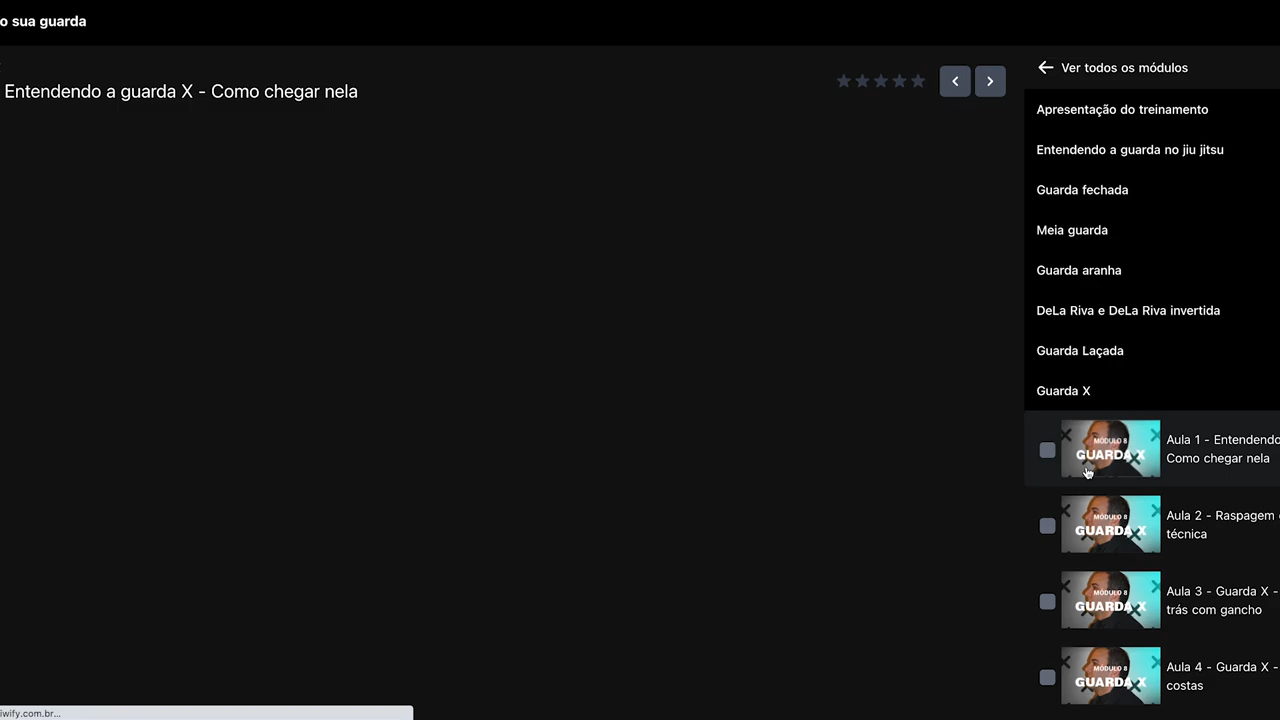 o sua guarda
Entendendo a guarda X - Como chegar nela
Ver todos os módulos
Apresentação do treinamento
Entendendo a guarda no jiu jitsu
Guarda fechada
Meia guarda
Guarda aranha
DeLa Riva e DeLa Riva invertida
Guarda Laçada
Guarda X
MÓDULO 8
GUARDA X
Aula 1 - Entendendo
Como chegar nela
MÓDULO 8
GUARDA X
Aula 2 - Raspagem
técnica
MÓDULO 8
GUARDA X
Aula 3 - Guarda X -
trás com gancho
MÓDULO 8
GUARDA X
Aula 4 - Guarda X -
costas
iwify.com.br...